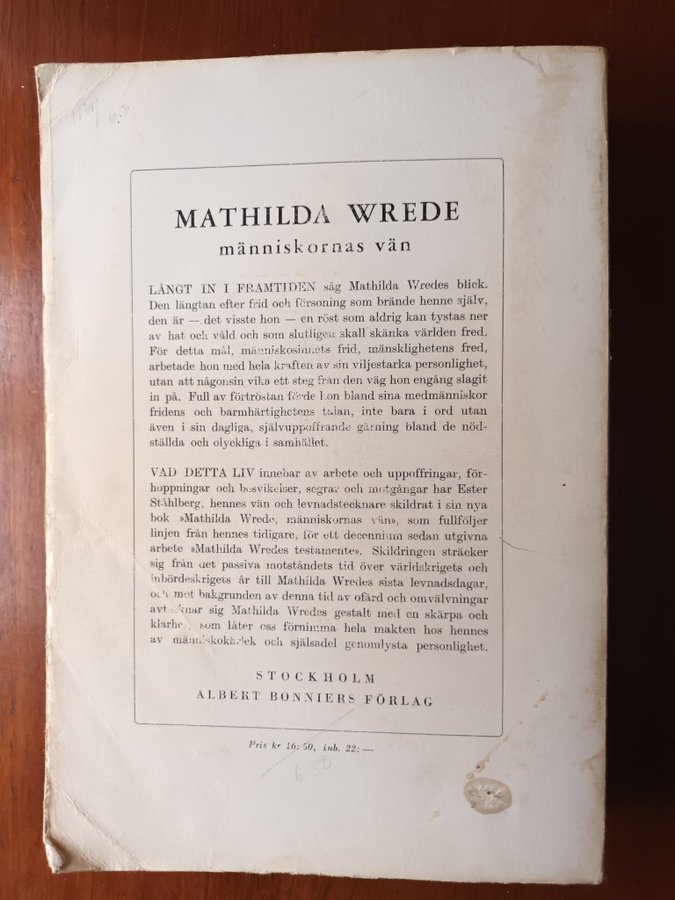 MATHILDA WREDE
människornas vän
LÅNGT IN I FRAMTIDEN såg Mathilda Wredes blick.
Den längtan efter frid och försoning som brände henne själv,
den är — det visste hon — en röst som aldrig kan tystas ner
av hat och våld och som slutligen skall skänka världen fred.
För detta mål, människosinnets frid, mänsklighetens fred,
arbetade hon med hela kraften av sin viljestarka personlighet,
utan att någonsin vika ett steg från den väg hon engång slagit
in på. Full av förtröstan förde hon bland sina medmänniskor
fridens och barmhärtighetens talan, inte bara i ord utan
även i sin dagliga, självuppoffrande gärning bland de nöd-
ställda och olyckliga i samhället.
VAD DETTA LIV innebar av arbete och uppoffringar, för-
hoppningar och besvikelser, segrar och motgångar har Ester
Ståhlberg, hennes vän och levnadstecknare skildrat i sin nya
bok »Mathilda Wrede, människornas vän», som fullföljer
linjen från hennes tidigare, för ett decennium sedan utgivna
arbete »Mathilda Wredes testamente». Skildringen sträcker
sig från det passiva motståndets tid över världskrigets och
inbördeskrigets år till Mathilda Wredes sista levnadsdagar,
och mot bakgrunden av denna tid av ofärd och omvälvningar
avtecknar sig Mathilda Wredes gestalt med en skärpa och
klarhet, som låter oss förnimma hela makten hos hennes
av människokärlek och själsadel genomlysta personlighet.
STOCKHOLM
ALBERT BONNIERS FÖRLAG
Pris kr 16: 50, inb. 22: —
6.50